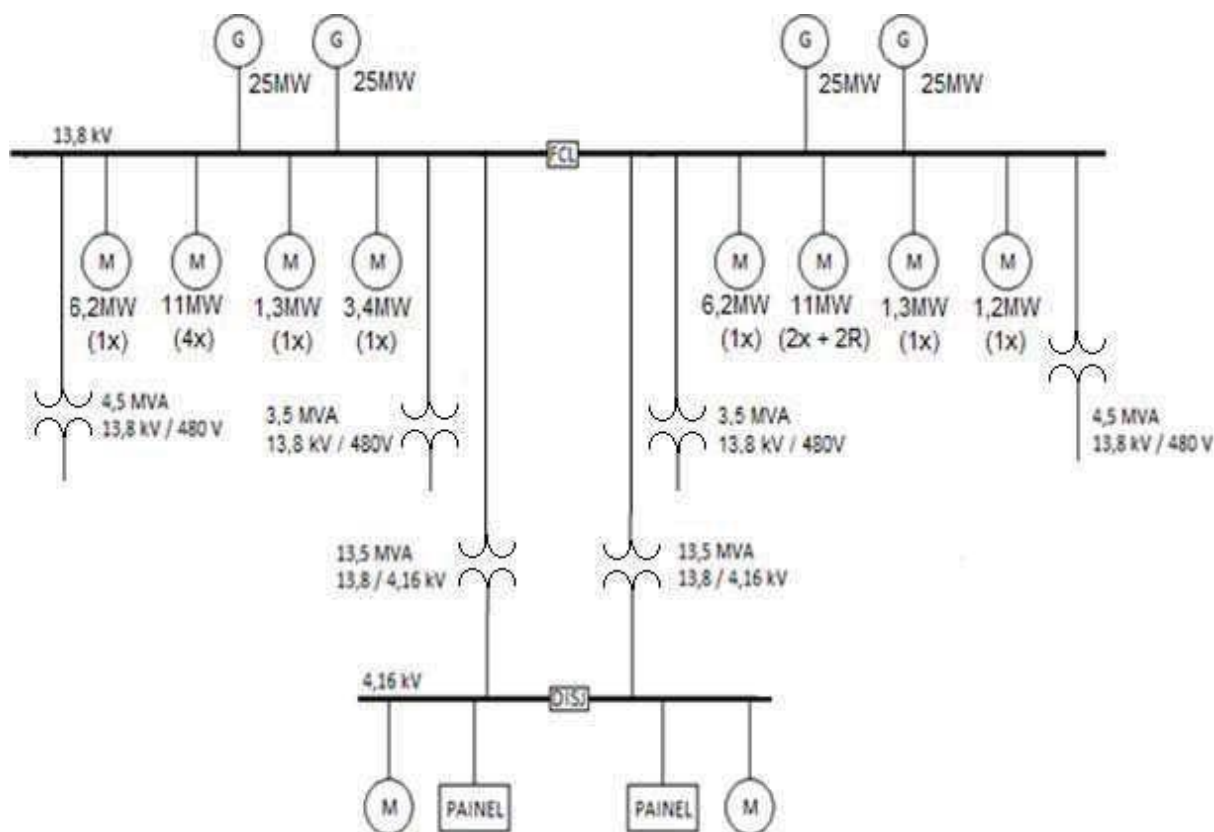 G
G
G
G
25MW
25MW
25MW
25MW
13,8 kV
FCL
M
M
M
M
M
M
M
M
6,2MW
(1x)
11MW
(4x)
1,3MW
(1x)
3,4MW
(1x)
6,2MW
(1x)
11MW
(2x + 2R)
1,3MW
(1x)
1,2MW
(1x)
4,5 MVA
13,8 kV / 480 V
3,5 MVA
13,8 kV / 480V
3,5 MVA
13,8 kV / 480V
4,5 MVA
13,8 kV / 480 V
13,5 MVA
13,8 / 4,16 kV
13,5 MVA
13,8 / 4,16 kV
4,16 kV
DISJ
M
PAINEL
PAINEL
M